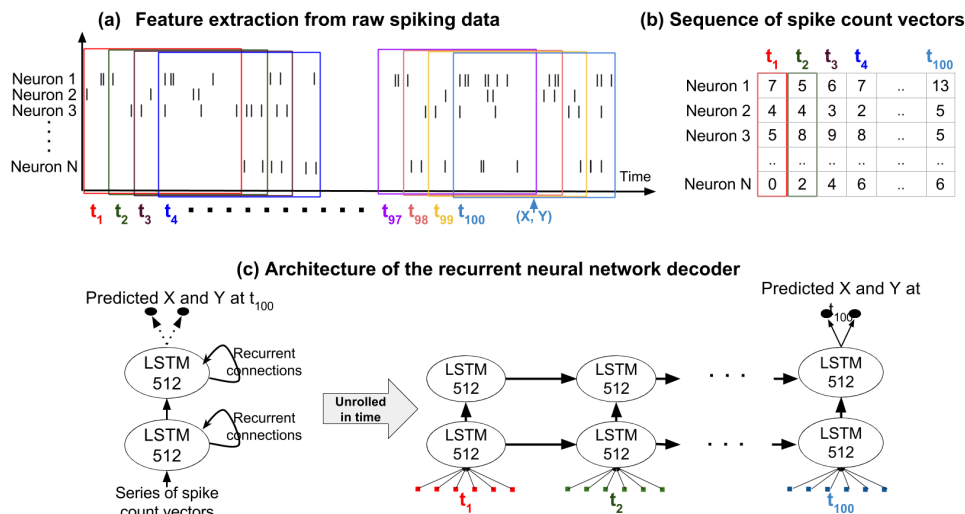 (a) Feature extraction from raw spiking data
Neuron 1
Neuron 2
Neuron 3
Neuron N
Time
t1 t2 t3 t4 t97 t98 t99 t100 (X, Y)
(b) Sequence of spike count vectors
t1 t2 t3 t4 t100
Neuron 1 7 5 6 7 .. 13
Neuron 2 4 4 3 2 .. 5
Neuron 3 5 8 9 8 .. 5
.. .. .. .. .. ..
Neuron N 0 2 4 6 .. 6
(c) Architecture of the recurrent neural network decoder
Predicted X and Y at t100
LSTM
512
Recurrent
connections
LSTM
512
Recurrent
connections
Series of spike
count vectors
Unrolled
in time
Predicted X and Y at
t100
LSTM
512
LSTM
512
. . .
LSTM
512
LSTM
512
LSTM
512
. . .
LSTM
512
t1 t2 t100